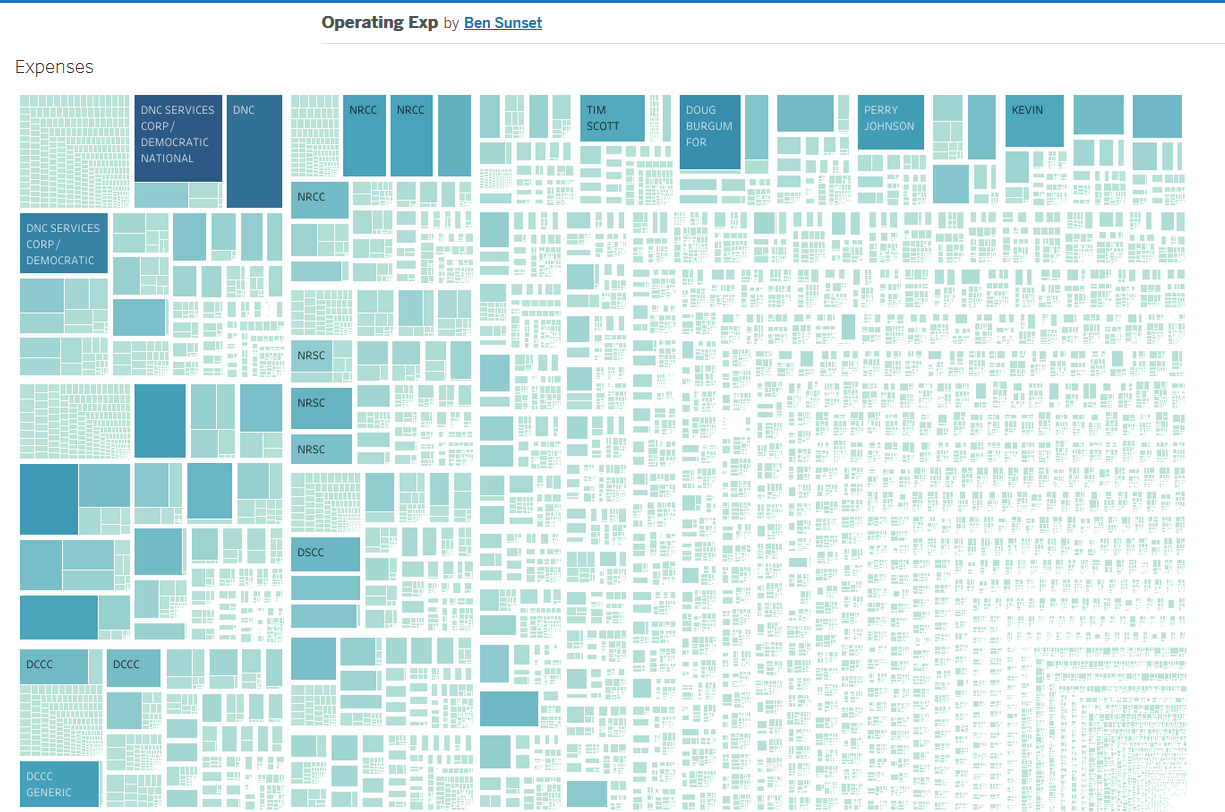 Operating Exp by Ben Sunset
Expenses
DNC SERVICES
CORP /
DEMOCRATIC
NATIONAL
DNC
NRCC
NRCC
TIM
SCOTT
DOUG
BURGUM
FOR
PERRY
JOHNSON
KEVIN
NRCC
DNC SERVICES
CORP /
DEMOCRATIC
NRSC
NRSC
NRSC
DSCC
DCCC
DCCC
DCCC
GENERIC